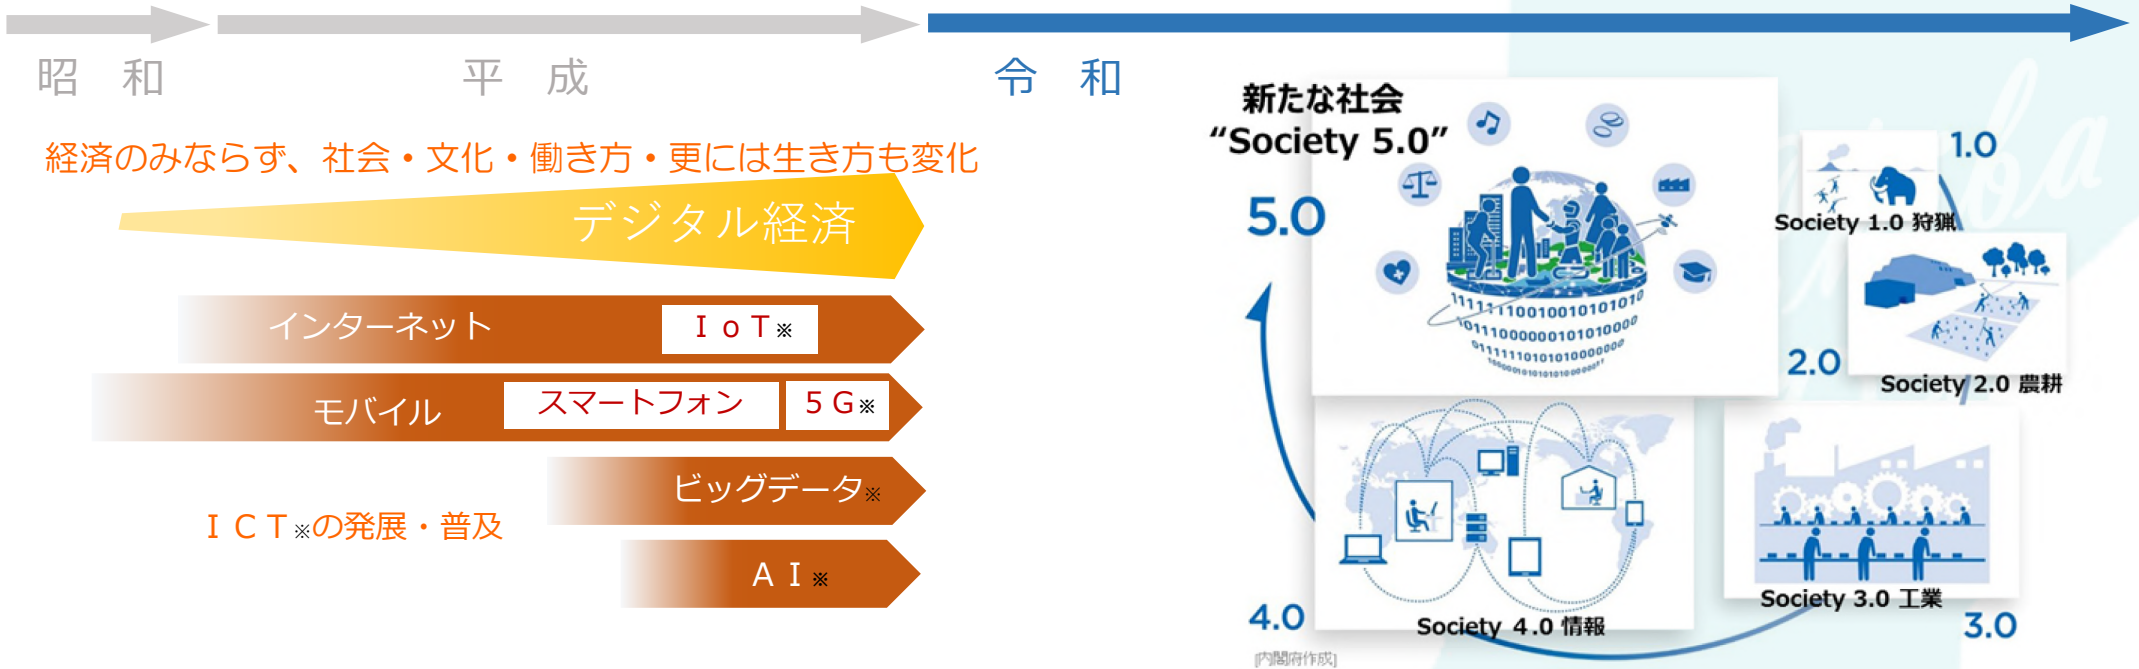 昭 和
平 成
令 和
経済のみならず、社会・文化・働き方・更には生き方も変化
デジタル経済
インターネット
ＩｏＴ※
モバイル
スマートフォン
５Ｇ※
ビッグデータ※
ＩＣＴ※の発展・普及
ＡＩ※
新たな社会
“Society 5.0”
5.0
1.0
Society 1.0 狩猟
2.0
Society 2.0 農耕
Society 3.0 工業
3.0
4.0
Society ４.0 情報
[内閣府作成]